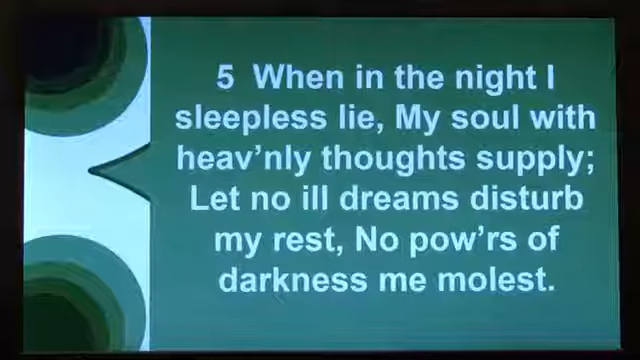 5 When in the night I
sleepless lie, My soul with
heav'nly thoughts supply;
Let no ill dreams disturb
my rest, No pow'rs of
darkness me molest.